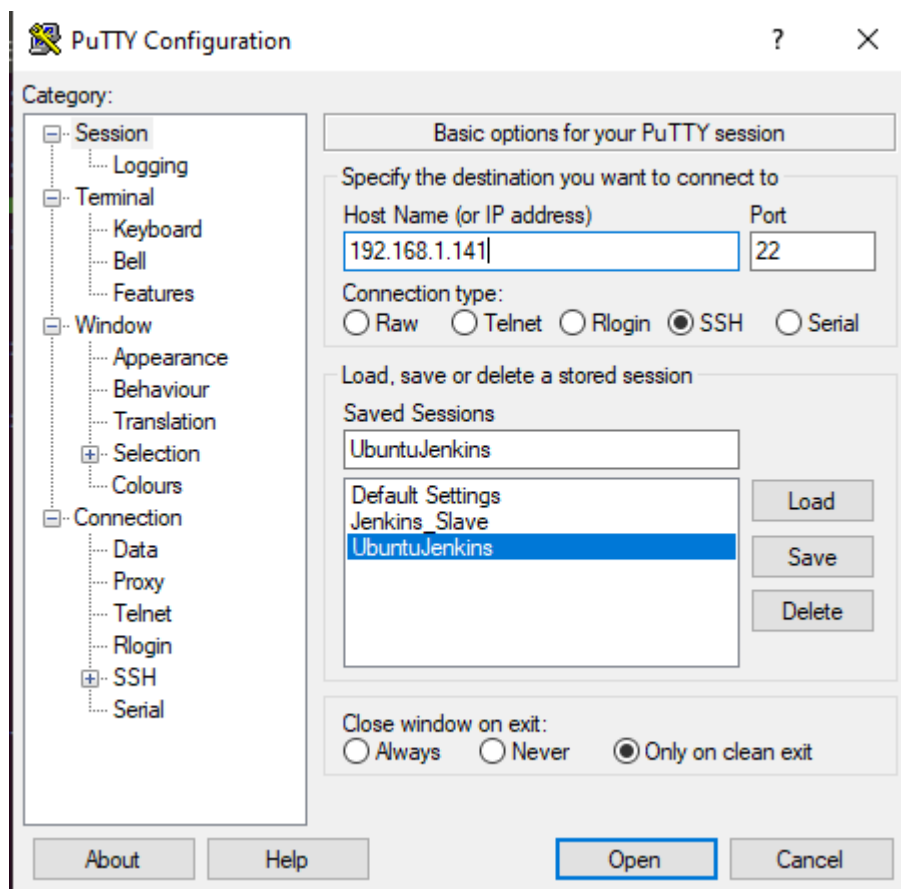 PuTTY Configuration
?
Category:
Session
Logging
Terminal
Keyboard
Bell
Features
Window
Appearance
Behaviour
Translation
Selection
Colours
Connection
Data
Proxy
Telnet
Rlogin
SSH
Serial
Basic options for your PuTTY session
Specify the destination you want to connect to
Host Name (or IP address) Port
192.168.1.141 22
Connection type:
Raw Telnet Rlogin SSH Serial
Load, save or delete a stored session
Saved Sessions
UbuntuJenkins
Default Settings
Jenkins_Slave
UbuntuJenkins
Load
Save
Delete
Close window on exit:
Always Never Only on clean exit
About Help Open Cancel